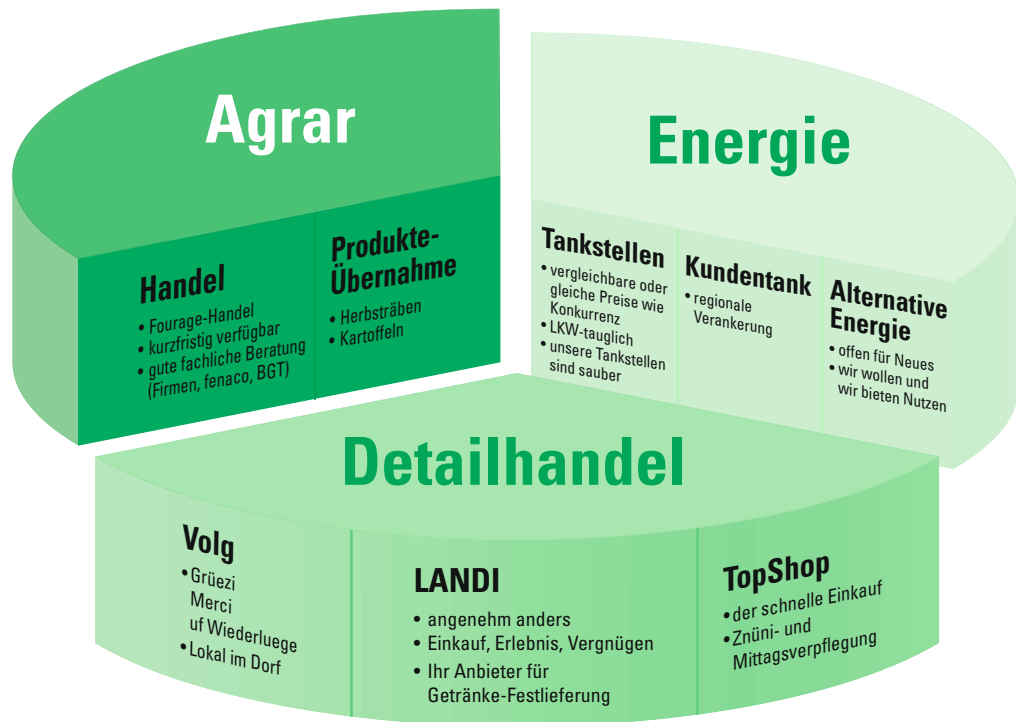 Agrar
Handel
• Fourage-Handel
• kurzfristig verfügbar
• gute fachliche Beratung
(Firmen, fenaco, BGT)
Produkte-
Übernahme
• Herbsträben
• Kartoffeln
Energie
Tankstellen
• vergleichbare oder
gleiche Preise wie
Konkurrenz
• LKW-tauglich
• unsere Tankstellen
sind sauber
Kundentank
• regionale
Verankerung
Alternative
Energie
• offen für Neues
• wir wollen und
wir bieten Nutzen
Detailhandel
Volg
• Grüezi
Merci
uf Wiederluege
• Lokal im Dorf
LANDI
• angenehm anders
• Einkauf, Erlebnis, Vergnügen
• Ihr Anbieter für
Getränke-Festlieferung
TopShop
• der schnelle Einkauf
• Znüni- und
Mittagsverpflegung